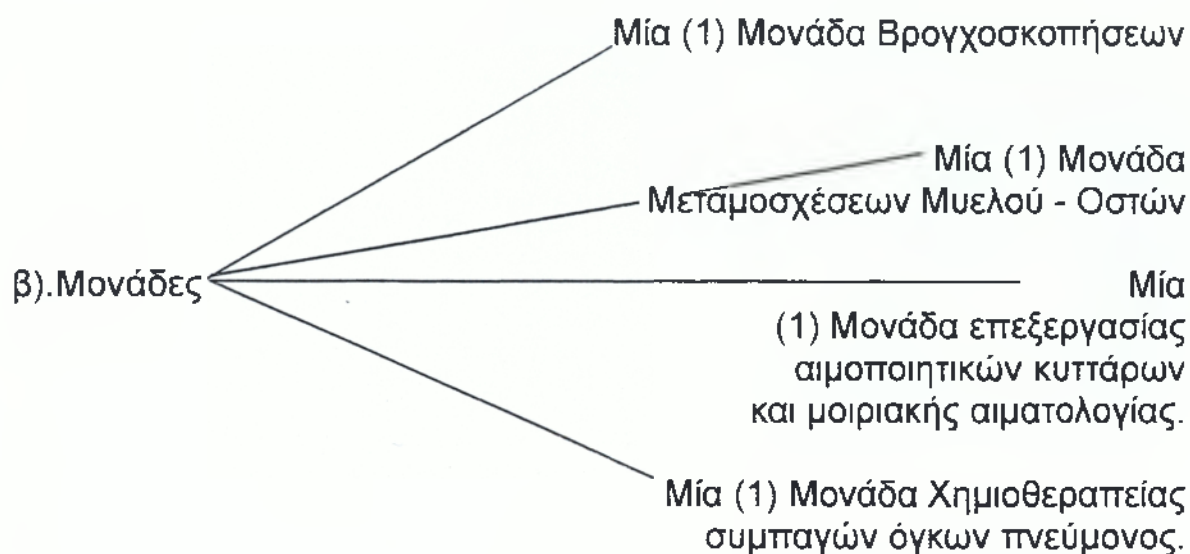 Μία (1) Μονάδα Βρογχοσκοπήσεων
Μία (1) Μονάδα
Μεταμοσχέσεων Μυελού - Οστών
β).Μονάδες
Μία
(1) Μονάδα επεξεργασίας
αιμοποιητικών κυττάρων
και μοιριακής αιματολογίας.
Μία (1) Μονάδα Χημιοθεραπείας
συμπαγών όγκων πνεύμονος.